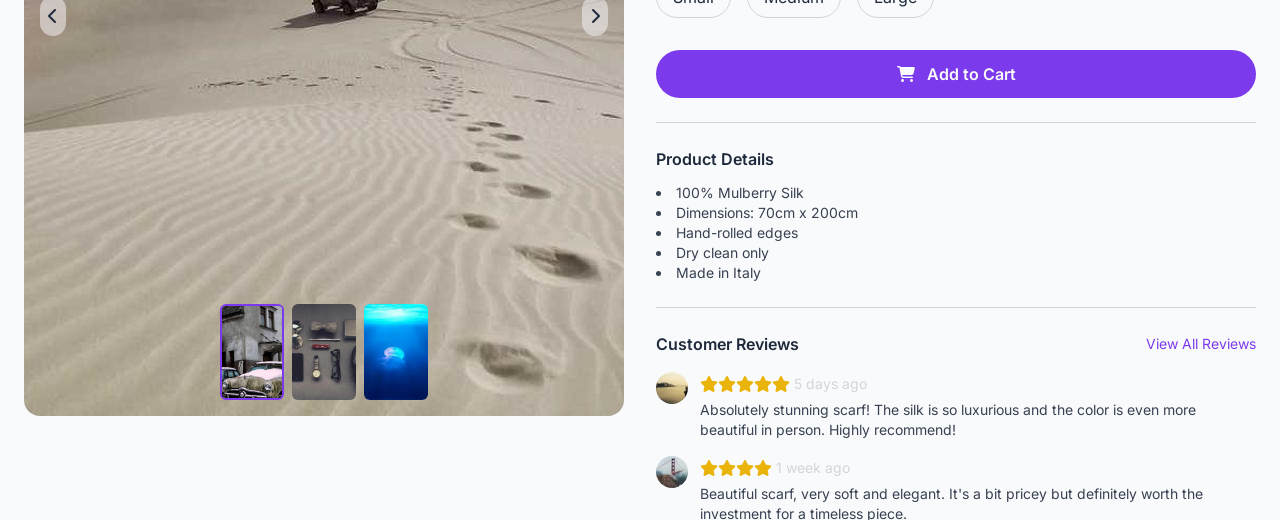 Small Medium Large
Add to Cart
Product Details
100% Mulberry Silk
Dimensions: 70cm x 200cm
Hand-rolled edges
Dry clean only
Made in Italy
Customer Reviews View All Reviews
5 days ago
Absolutely stunning scarf! The silk is so luxurious and the color is even more
beautiful in person. Highly recommend!
1 week ago
Beautiful scarf, very soft and elegant. It's a bit pricey but definitely worth the
investment for a timeless piece.